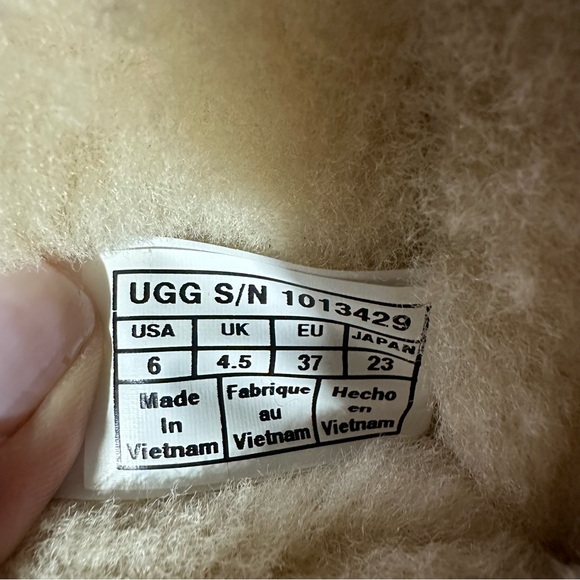 UGG S/N 1013429
USA UK EU JAPAN
6 4.5 37 23
Made In Vietnam
Fabrique au Vietnam
Hecho en Vietnam